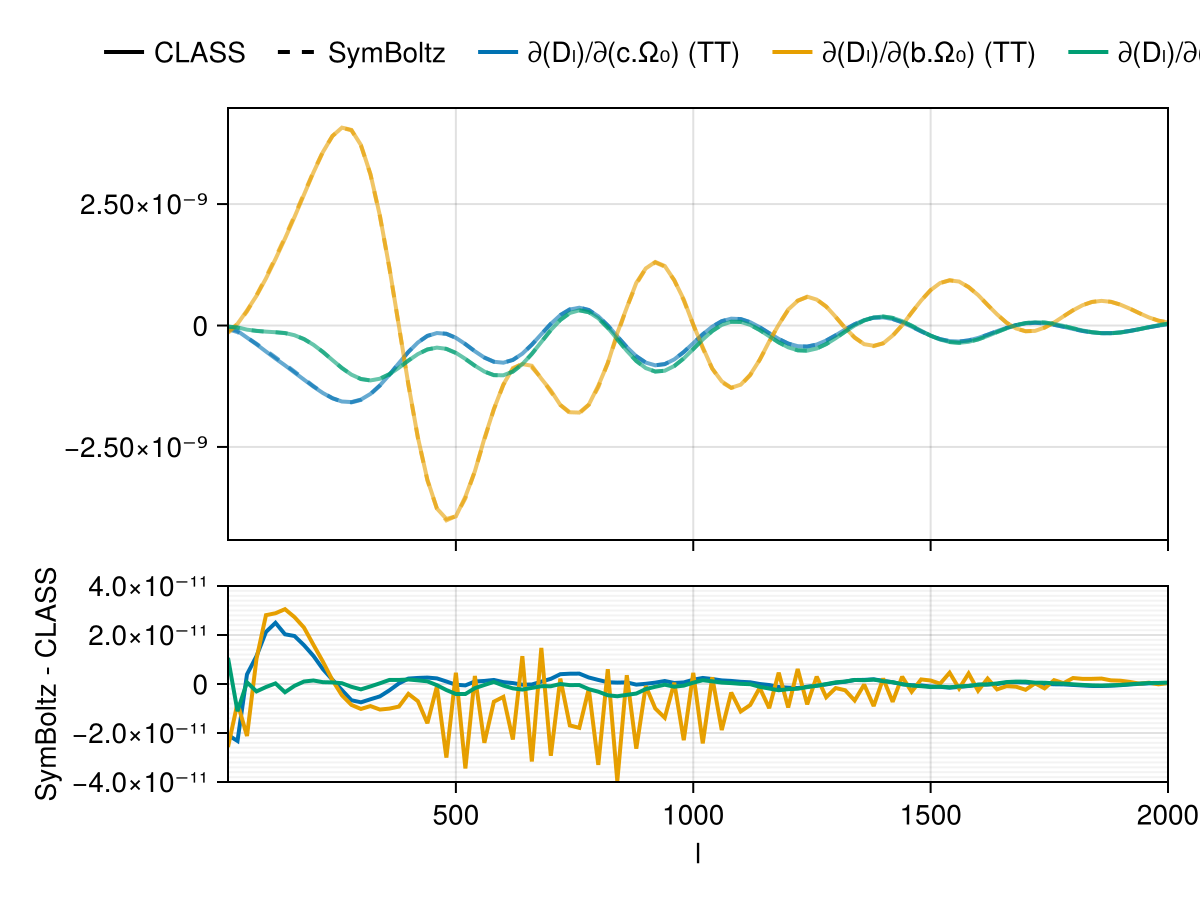 CLASS SymBoltz ∂(Dₗ)/∂(c.Ω₀) (TT) ∂(Dₗ)/∂(b.Ω₀) (TT) ∂(Dₗ)/∂(
2.50×10⁻⁹
0
−2.50×10⁻⁹
SymBoltz - CLASS
4.0×10⁻¹¹
2.0×10⁻¹¹
0
−2.0×10⁻¹¹
−4.0×10⁻¹¹
500 1000 1500 2000
l